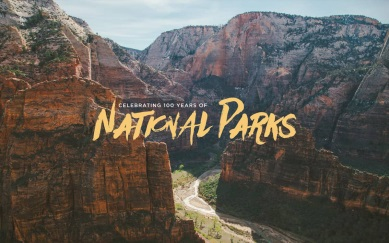 CELEBRATING 100 YEARS OF
NATIONAL PARKS